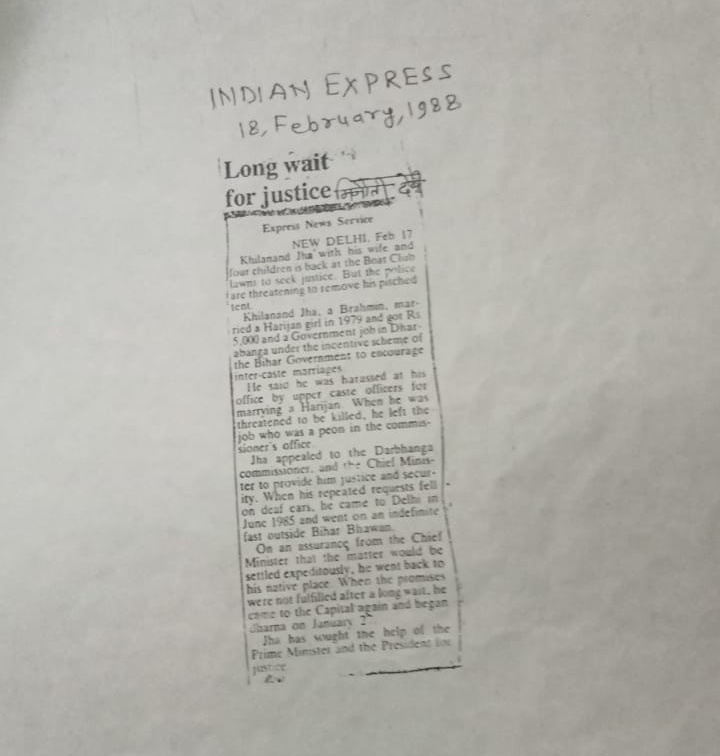 INDIAN EXPRESS
18, February, 1988
Long wait
for justice मिनौती देवी
Express News Service
NEW DELHI, Feb 17
Khilanand Jha with his wife and
four children is back at the Boat Club
lawns to seek justice. But the police
are threatening to remove his pitched
tent.
Khilanand Jha, a Brahmin, mar-
ried a Harijan girl in 1979 and got Rs
5,000 and a Government job in Dhar-
abanga under the incentive scheme of
the Bihar Government to encourage
inter-caste marriages.
He said he was harassed at his
office by upper caste officers for
marrying a Harijan. When he was
threatened to be killed, he left the
job who was a peon in the commis-
sioner's office.
Jha appealed to the Darbhanga
commissioner, and the Chief Minis-
ter to provide him justice and secur-
ity. When his repeated requests fell
on deaf ears, he came to Delhi in
June 1985 and went on an indefinite
fast outside Bihar Bhawan.
On an assurance from the Chief
Minister that the matter would be
settled expeditously, he went back to
his native place. When the promises
were not fulfilled after a long wait, he
came to the Capital again and began
dharna on January 2
Jha has sought the help of the
Prime Minister and the President for
justice.